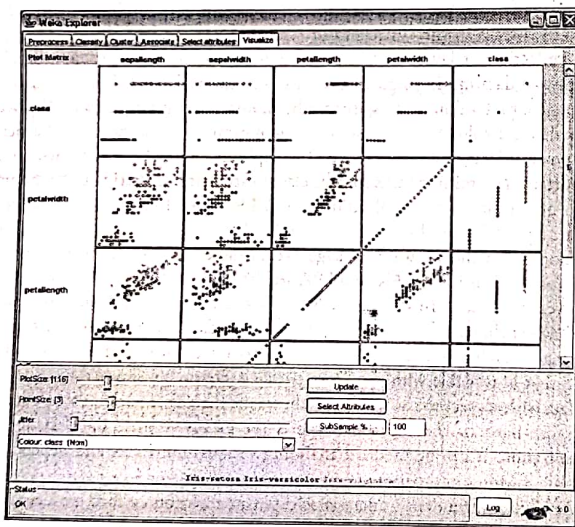 Weka Explorer
Preprocess Classify Cluster Associate Select attributes Visualize
Plot Matrix sepallength sepalwidth petallength petalwidth class
class
petalwidth
petallength
PlotSize: [116]
Update
PointSize: [3]
Select Attributes
Jitter:
SubSample % : 100
Colour: class (Nom)
Iris-setosa Iris-versicolor
Status
OK
Log
x 0